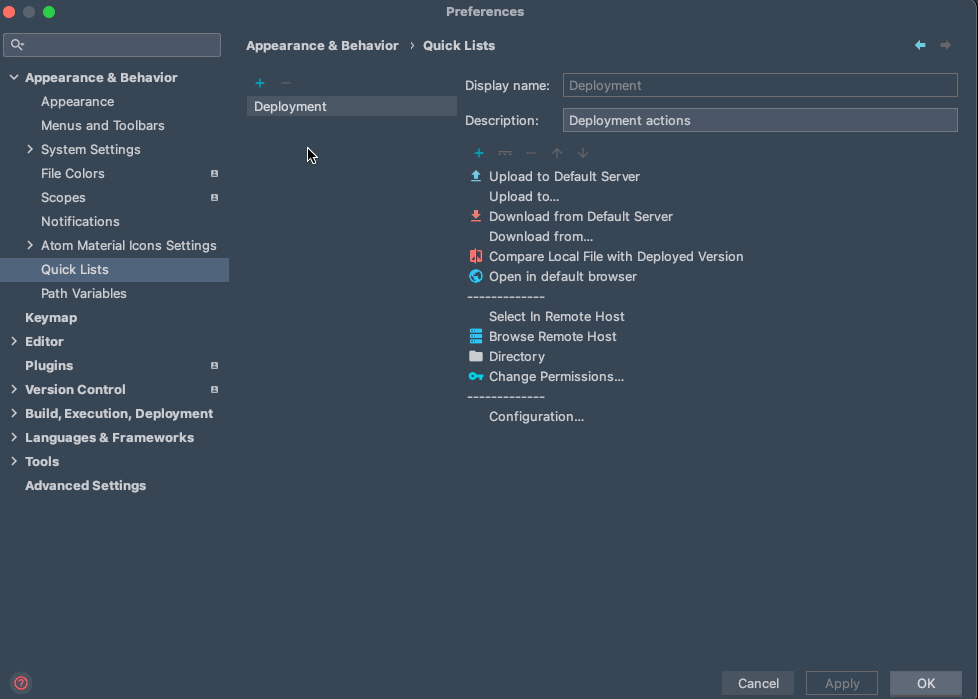 Preferences
Appearance & Behavior › Quick Lists
Appearance & Behavior
Appearance
Menus and Toolbars
System Settings
File Colors
Scopes
Notifications
Atom Material Icons Settings
Quick Lists
Path Variables
Keymap
Editor
Plugins
Version Control
Build, Execution, Deployment
Languages & Frameworks
Tools
Advanced Settings
Deployment
Display name: Deployment
Description: Deployment actions
Upload to Default Server
Upload to...
Download from Default Server
Download from...
Compare Local File with Deployed Version
Open in default browser
-------------
Select In Remote Host
Browse Remote Host
Directory
Change Permissions...
-------------
Configuration...
Cancel Apply OK